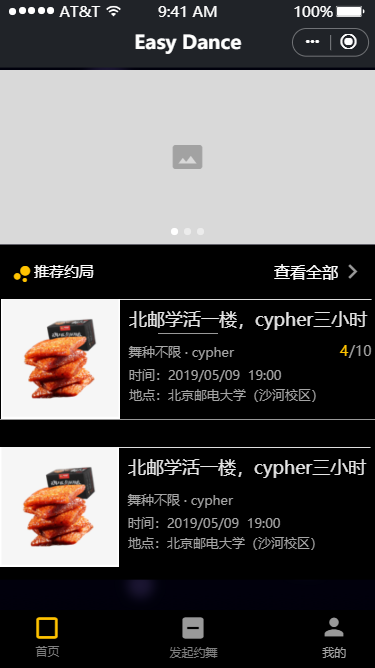 AT&T 9:41 AM 100%
Easy Dance
推荐约局 查看全部
北邮学活一楼，cypher三小时
舞种不限 · cypher 4/10
时间：2019/05/09 19:00
地点：北京邮电大学（沙河校区）
北邮学活一楼，cypher三小时
舞种不限 · cypher
时间：2019/05/09 19:00
地点：北京邮电大学（沙河校区）
首页 发起约舞 我的